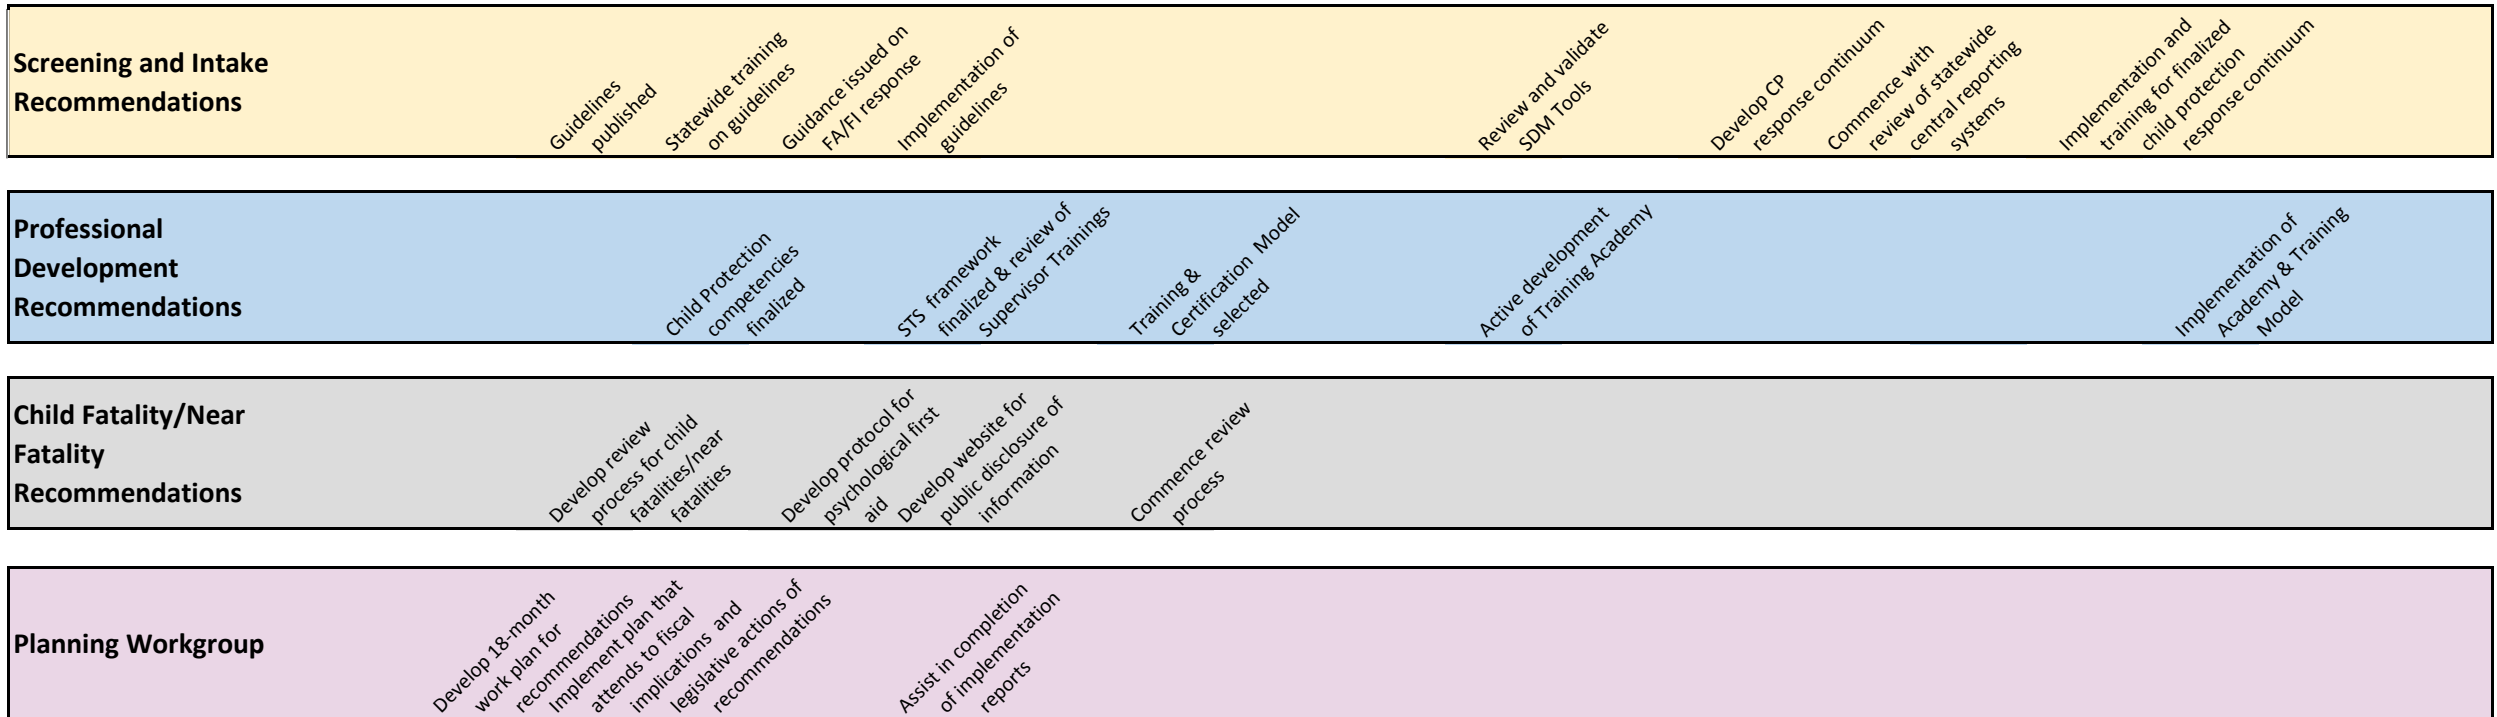 Screening and Intake
Recommendations
Guidelines
published
Statewide training
on guidelines
Guidance issued on
FA/FI response
Implementation of
guidelines
Review and validate
SDM Tools
Develop CP
response continuum
Commence with
review of statewide
central reporting
systems
Implementation and
training for finalized
child protection
response continuum
Professional
Development
Recommendations
Child Protection
competencies
finalized
STS framework
finalized & review of
Supervisor Trainings
Training &
Certification Model
selected
Active development
of Training Academy
Implementation of
Academy & Training
Model
Child Fatality/Near
Fatality
Recommendations
Develop review
process for child
fatalities/near
fatalities
Develop protocol for
psychological first
aid
Develop website for
public disclosure of
information
Commence review
process
Planning Workgroup
Develop 18-month
work plan for
recommendations
Implement plan that
attends to fiscal
implications and
legislative actions of
recommendations
Assist in completion
of implementation
reports